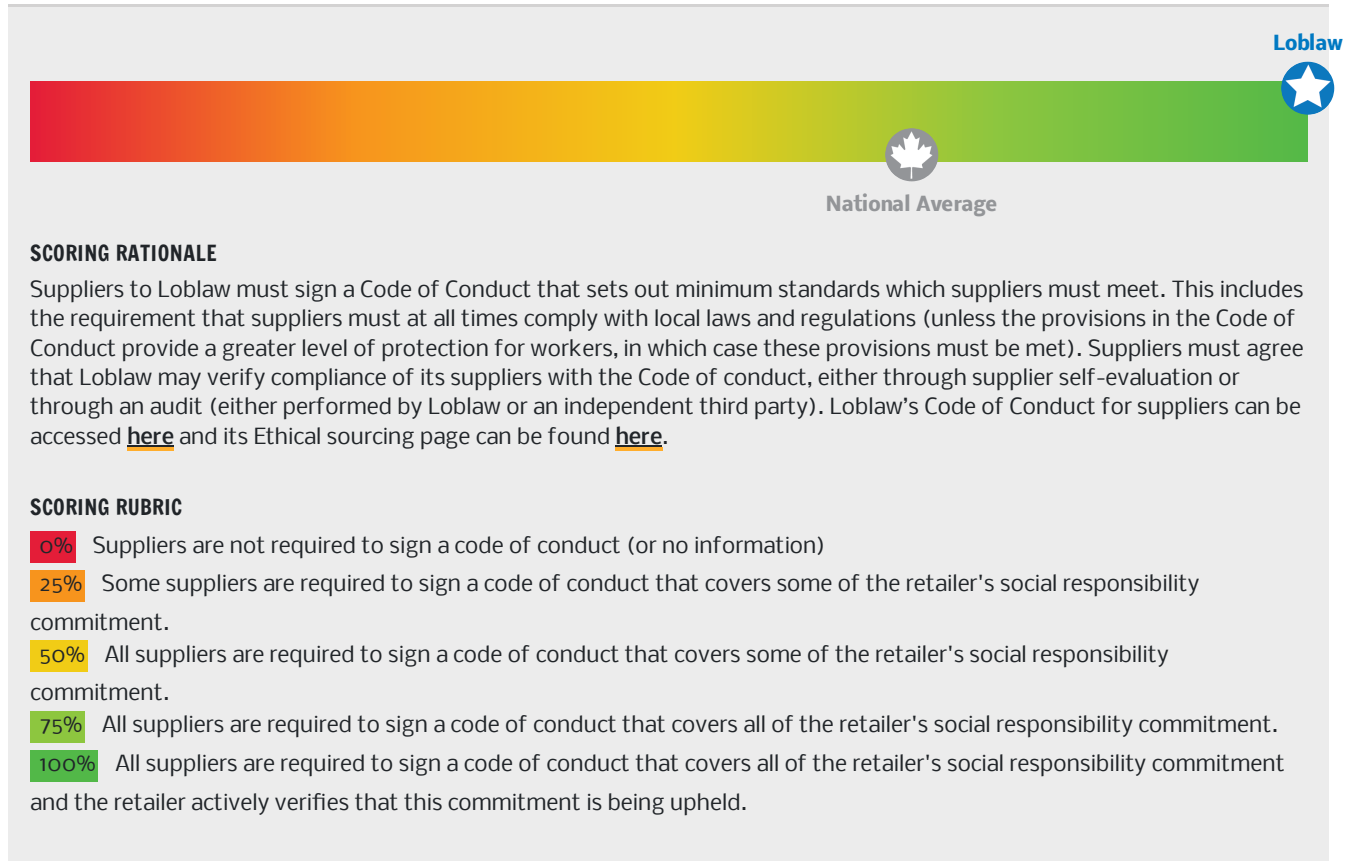 Loblaw
National Average
SCORING RATIONALE
Suppliers to Loblaw must sign a Code of Conduct that sets out minimum standards which suppliers must meet. This includes
the requirement that suppliers must at all times comply with local laws and regulations (unless the provisions in the Code of
Conduct provide a greater level of protection for workers, in which case these provisions must be met). Suppliers must agree
that Loblaw may verify compliance of its suppliers with the Code of conduct, either through supplier self-evaluation or
through an audit (either performed by Loblaw or an independent third party). Loblaw's Code of Conduct for suppliers can be
accessed here and its Ethical sourcing page can be found here.
SCORING RUBRIC
0% Suppliers are not required to sign a code of conduct (or no information)
25% Some suppliers are required to sign a code of conduct that covers some of the retailer's social responsibility
commitment.
50% All suppliers are required to sign a code of conduct that covers some of the retailer's social responsibility
commitment.
75% All suppliers are required to sign a code of conduct that covers all of the retailer's social responsibility commitment.
100% All suppliers are required to sign a code of conduct that covers all of the retailer's social responsibility commitment
and the retailer actively verifies that this commitment is being upheld.